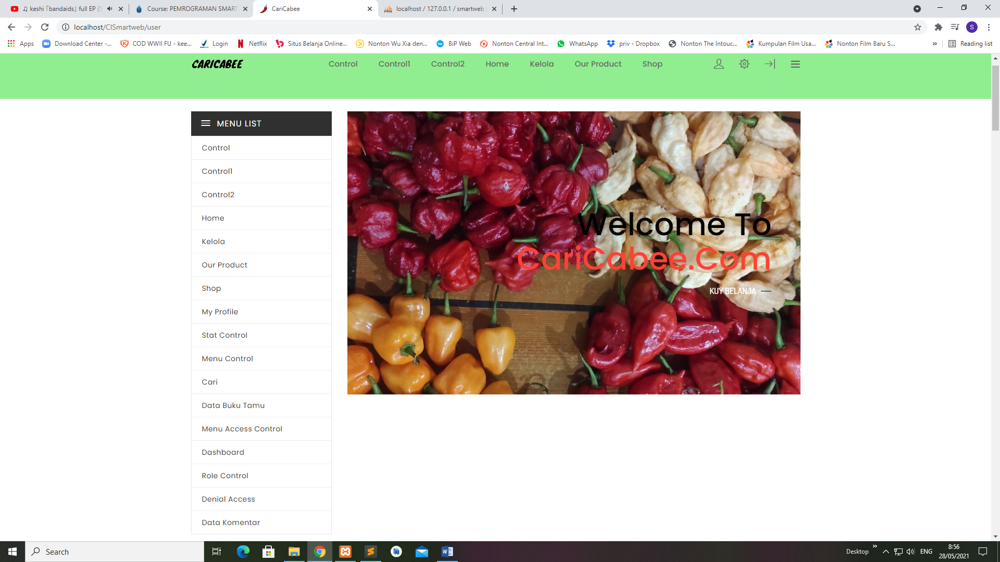 ♫ keshi「bandaids」full EP (5
Course: PEMROGRAMAN SMART
CariCabee
localhost / 127.0.0.1 / smartweb
localhost/CISmartweb/user
S
Apps
Download Center -...
COD WWII FU - kee...
Login
Netflix
Situs Belanja Online...
Nonton Wu Xia den...
BiP Web
Nonton Central Int...
WhatsApp
priv - Dropbox
Nonton The Intouc...
Kumpulan Film Usa...
Nonton Film Baru S...
»
Reading list
CARICABEE
Control
Control1
Control2
Home
Kelola
Our Product
Shop
MENU LIST
Control
Control1
Control2
Home
Kelola
Our Product
Shop
My Profile
Stat Control
Menu Control
Cari
Data Buku Tamu
Menu Access Control
Dashboard
Role Control
Denial Access
Data Komentar
Welcome To
CariCabee.Com
KUY BELANJA
Search
Desktop
»
ENG
8:56
28/05/2021